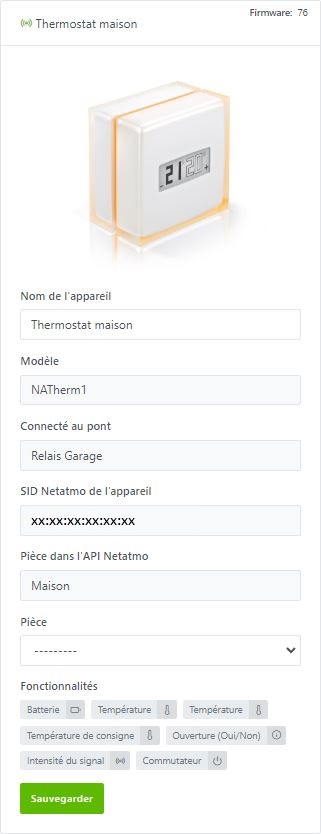 Firmware: 76
Thermostat maison
21 20
Nom de l'appareil
Thermostat maison
Modèle
NATherm1
Connecté au pont
Relais Garage
SID Netatmo de l'appareil
xx:xx:xx:xx:xx:xx
Pièce dans l'API Netatmo
Maison
Pièce
---------
Fonctionnalités
Batterie Température Température
Température de consigne Ouverture (Oui/Non)
Intensité du signal Commutateur
Sauvegarder